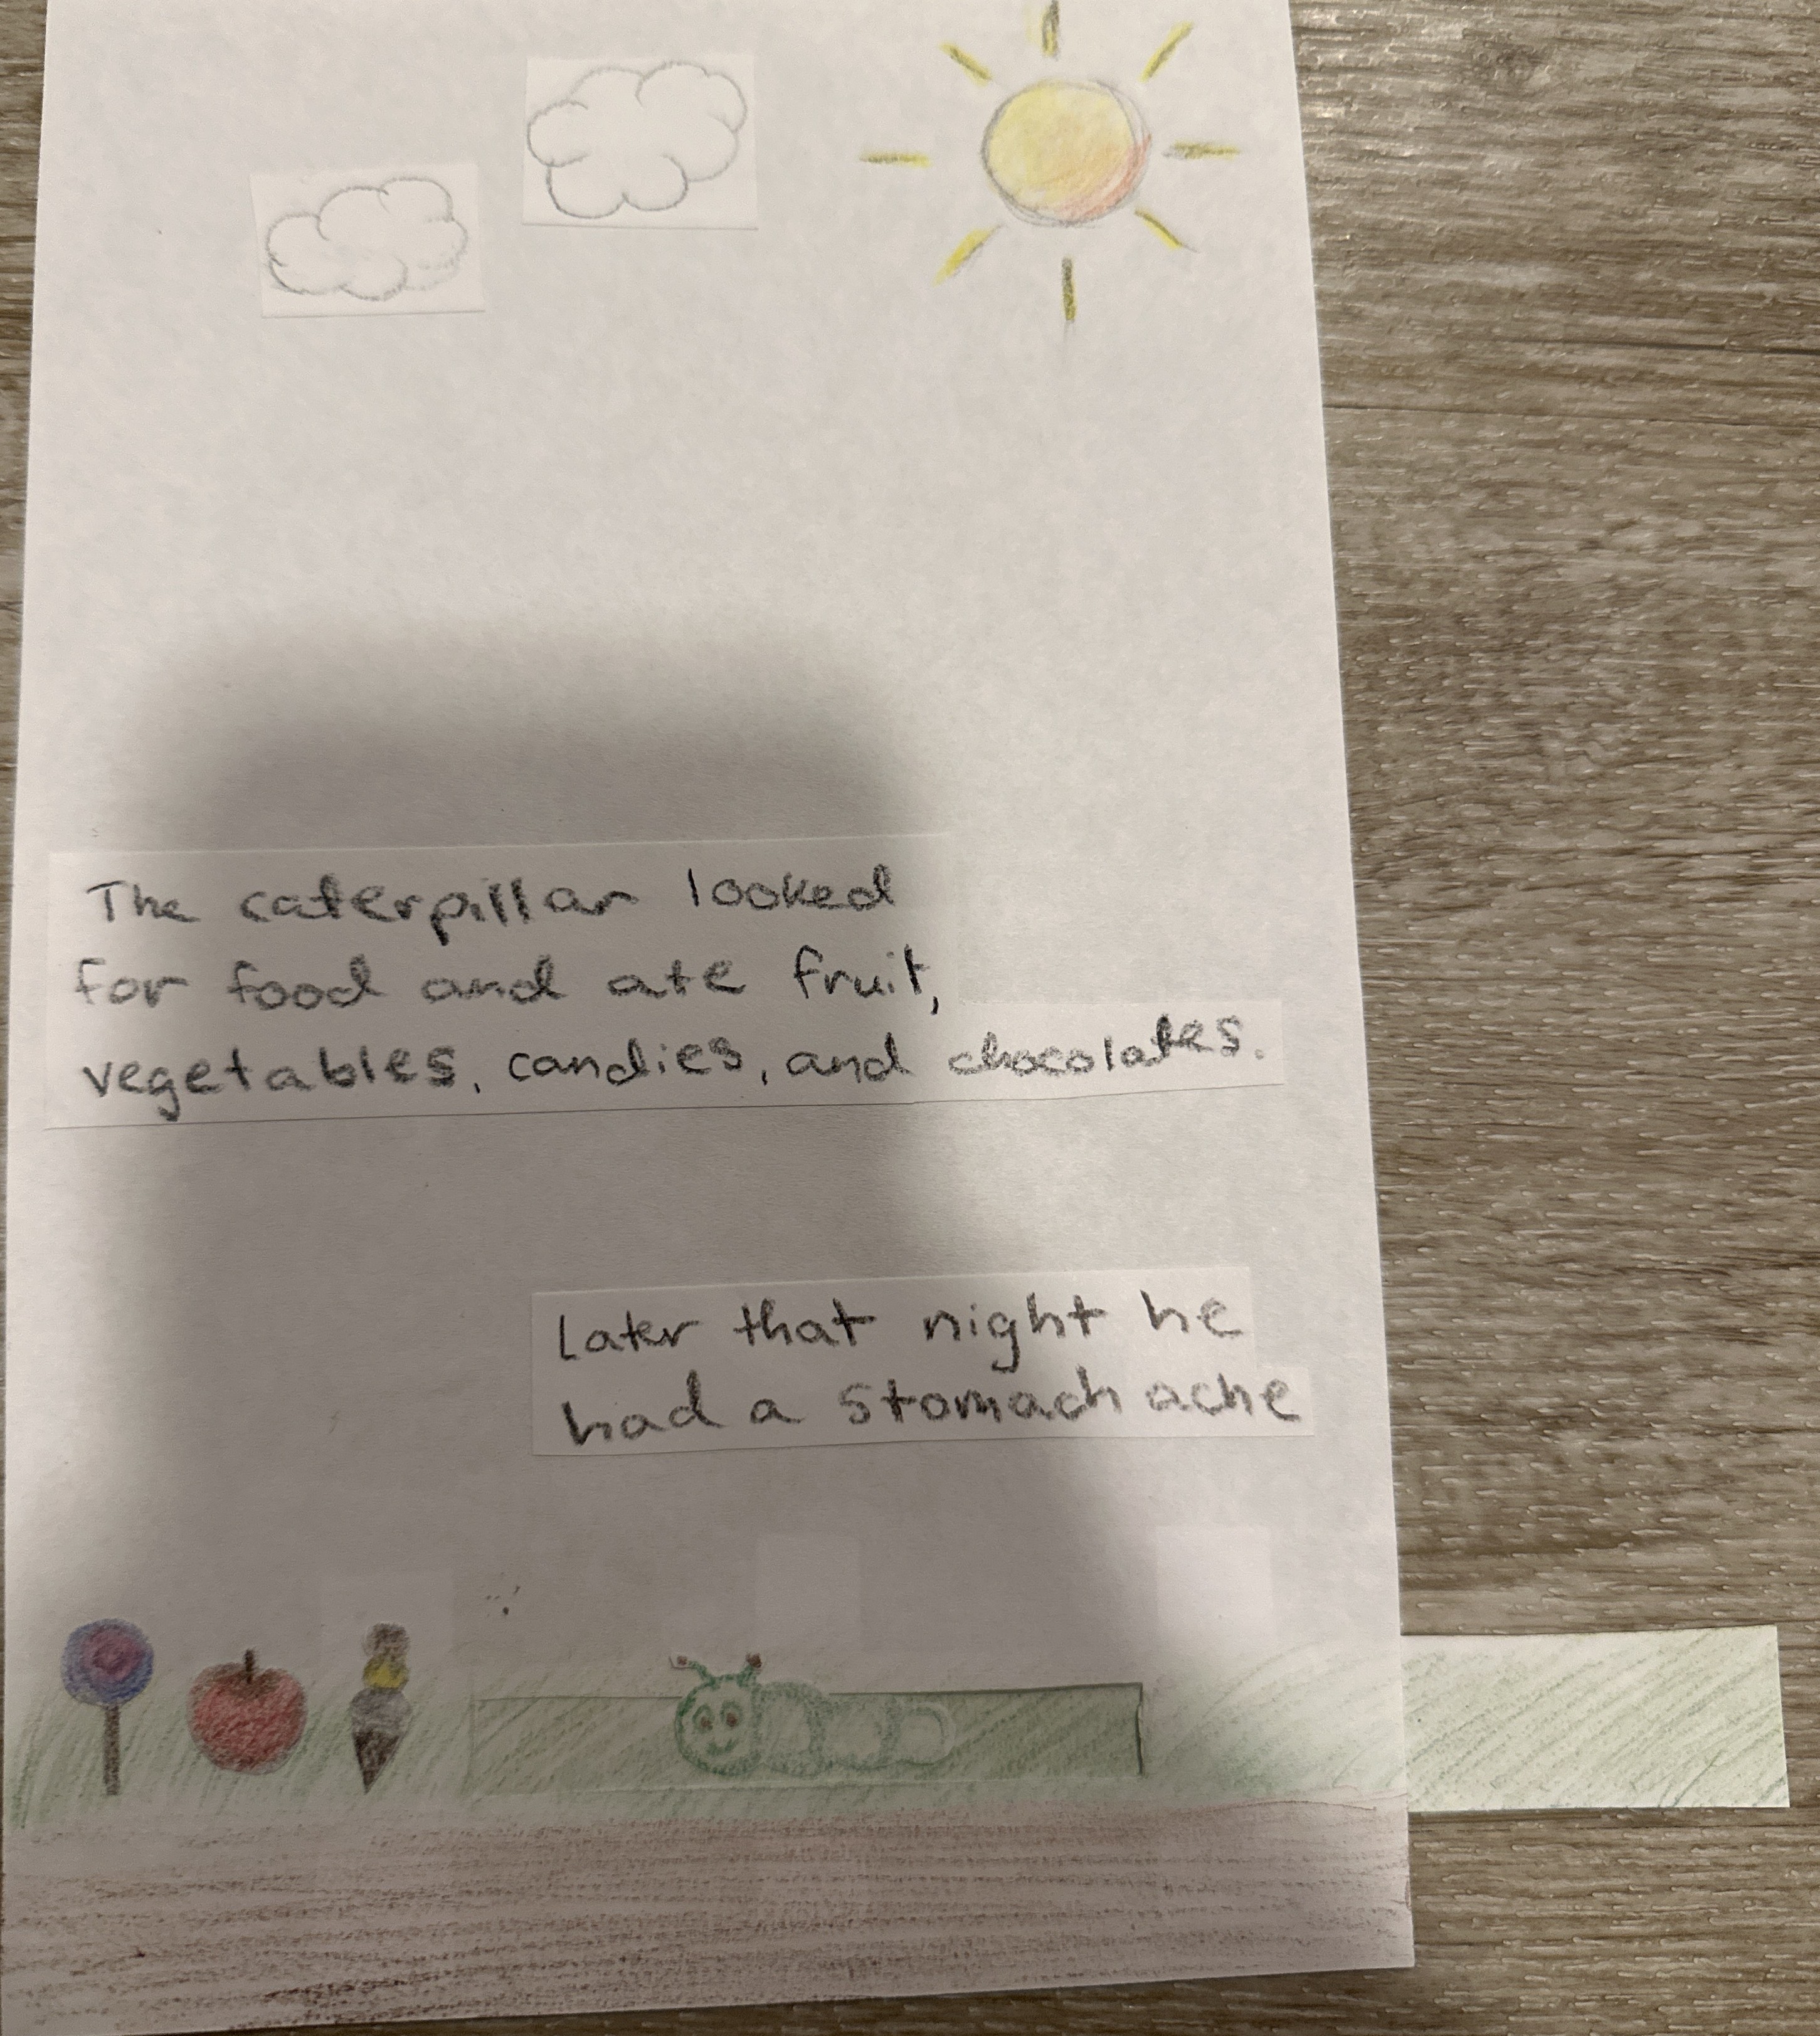 The caterpillar looked
for food and ate fruit,
vegetables, candies, and chocolates.
Later that night he
had a stomach ache